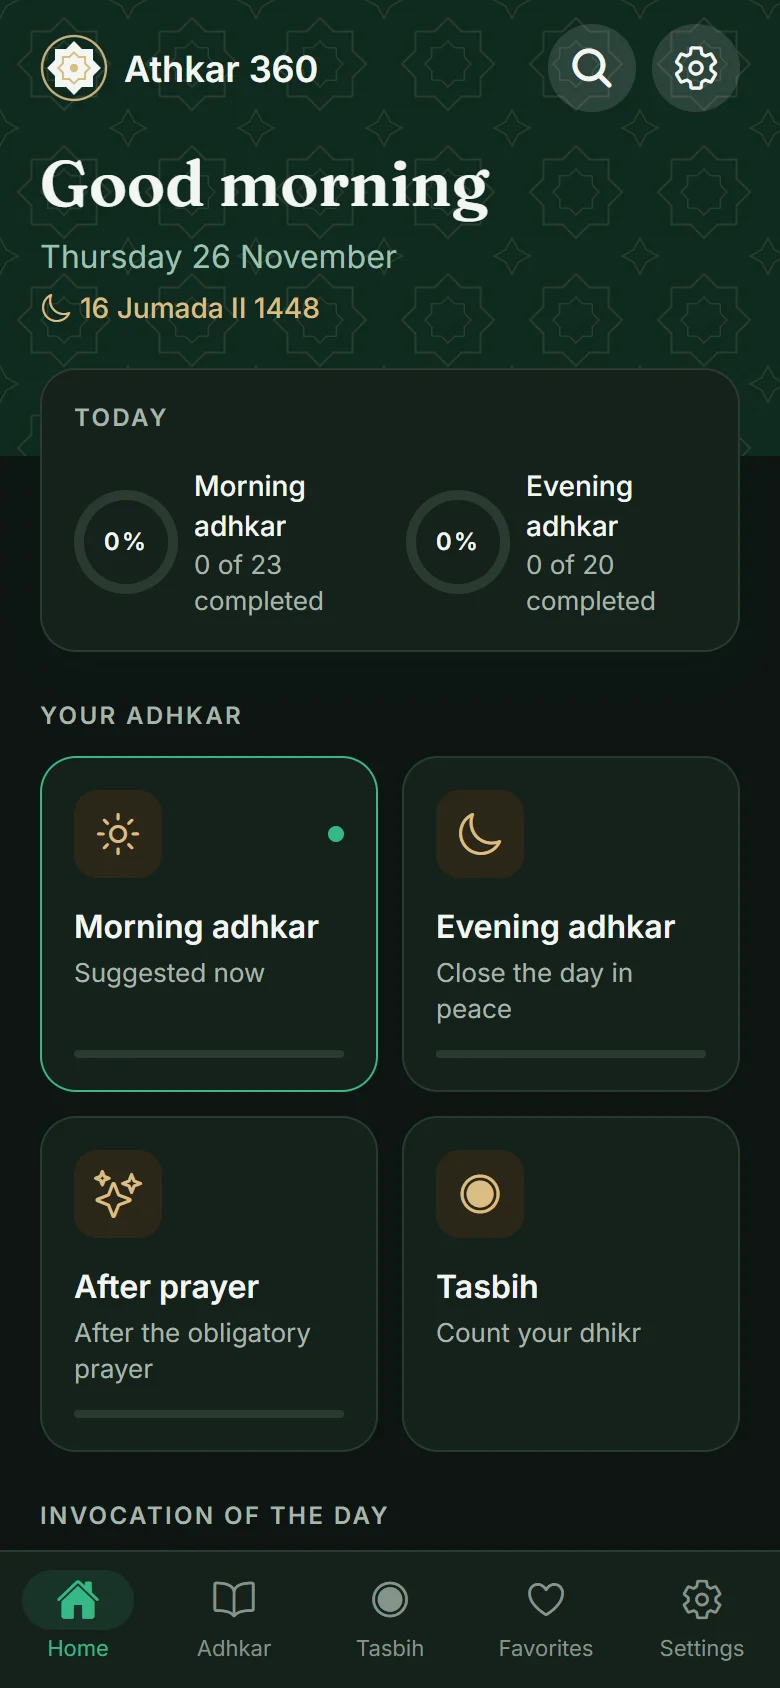 Athkar 360
Good morning
Thursday 26 November
16 Jumada II 1448
TODAY
0%
Morning
adhkar
0 of 23
completed
0%
Evening
adhkar
0 of 20
completed
YOUR ADHKAR
Morning adhkar
Suggested now
Evening adhkar
Close the day in
peace
After prayer
After the obligatory
prayer
Tasbih
Count your dhikr
INVOCATION OF THE DAY
Home
Adhkar
Tasbih
Favorites
Settings